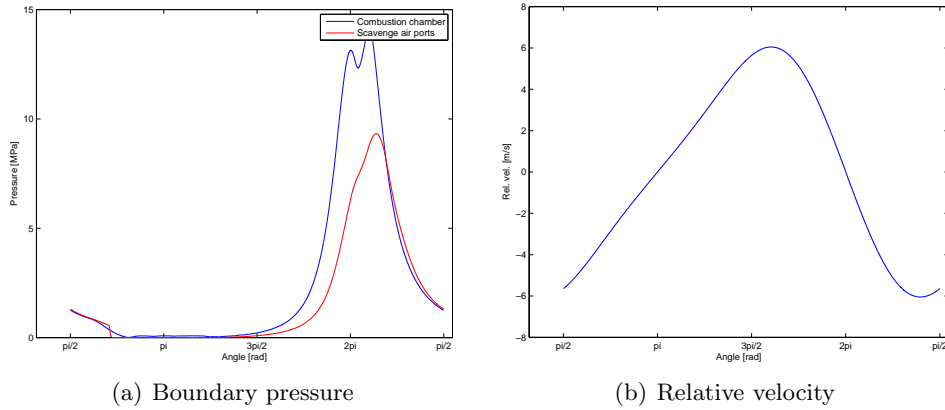 15
Combustion chamber
Scavenge air ports
10
Pressure [MPa]
5
0
pi/2
pi
3pi/2
2pi
pi/2
Angle [rad]
(a) Boundary pressure
8
6
4
2
Rel. vel. [m/s]
0
−2
−4
−6
−8
pi/2
pi
3pi/2
2pi
pi/2
Angle [rad]
(b) Relative velocity